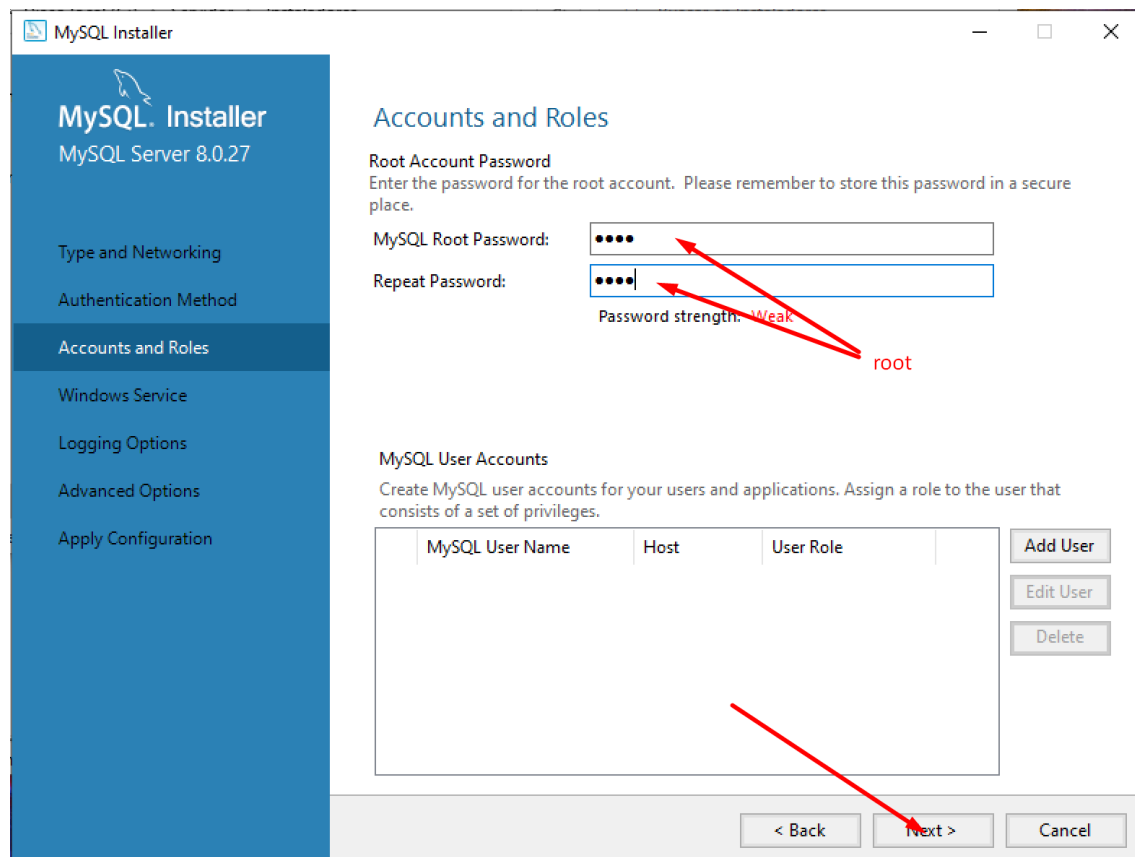 MySQL Installer
MySQL. Installer
MySQL Server 8.0.27
Type and Networking
Authentication Method
Accounts and Roles
Windows Service
Logging Options
Advanced Options
Apply Configuration
Accounts and Roles
Root Account Password
Enter the password for the root account. Please remember to store this password in a secure
place.
MySQL Root Password: ••••
Repeat Password: ••••
Password strength: Weak
root
MySQL User Accounts
Create MySQL user accounts for your users and applications. Assign a role to the user that
consists of a set of privileges.
MySQL User Name Host User Role
Add User
Edit User
Delete
< Back Next > Cancel